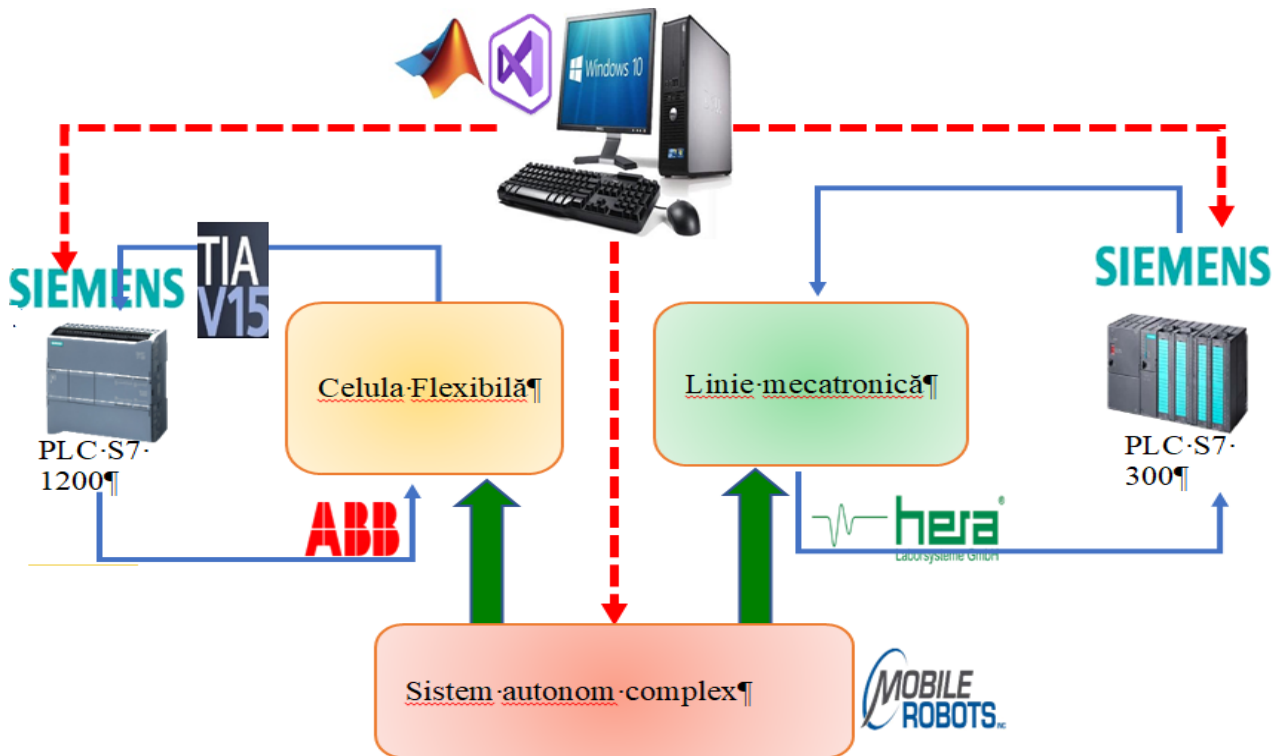 Windows 10
SIEMENS
TIA
V15
SIEMENS
Celula·Flexibilă¶
Linie·mecatronică¶
PLC·S7·
1200¶
PLC·S7·
300¶
ABB
hera®
Laborsysteme GmbH
Sistem·autonom·complex¶
MOBILE
ROBOTS INC